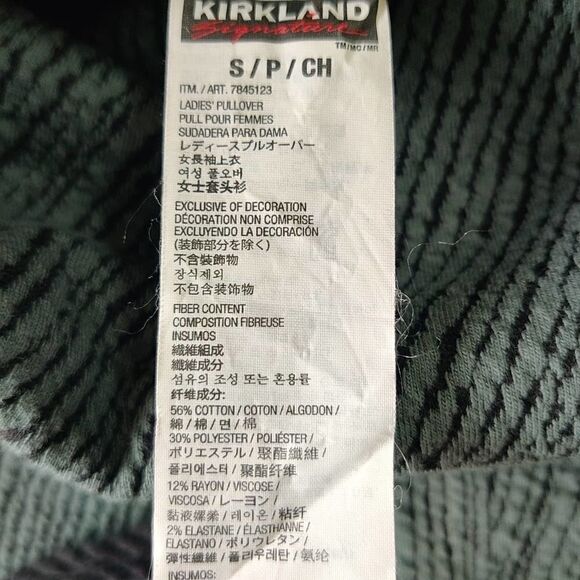 KIRKLAND
Signature
TM/MC/MR
S / P / CH
ITM. / ART. 7845123
LADIES' PULLOVER
PULL POUR FEMMES
SUDADERA PARA DAMA
レディースプルオーバー
女長袖上衣
여성 풀오버
女士套头衫
EXCLUSIVE OF DECORATION
DÉCORATION NON COMPRISE
EXCLUYENDO LA DECORACIÓN
(装飾部分を除く)
不含裝飾物
장식제외
不包含装饰物
FIBER CONTENT
COMPOSITION FIBREUSE
INSUMOS
繊維組成
纖維成分
섬유의 조성 또는 혼용률
纤维成分:
56% COTTON / COTON / ALGODON /
綿 / 棉 / 면 / 棉
30% POLYESTER / POLIÉSTER /
ポリエステル / 聚酯纖維 /
폴리에스터 / 聚酯纤维
12% RAYON / VISCOSE /
VISCOSA / レーヨン /
黏液嫘柔 / 레이온 / 粘纤
2% ELASTANE / ÉLASTHANNE /
ELASTANO / ポリウレタン /
彈性纖維 / 폴리우레탄 / 氨纶
INSUMOS: